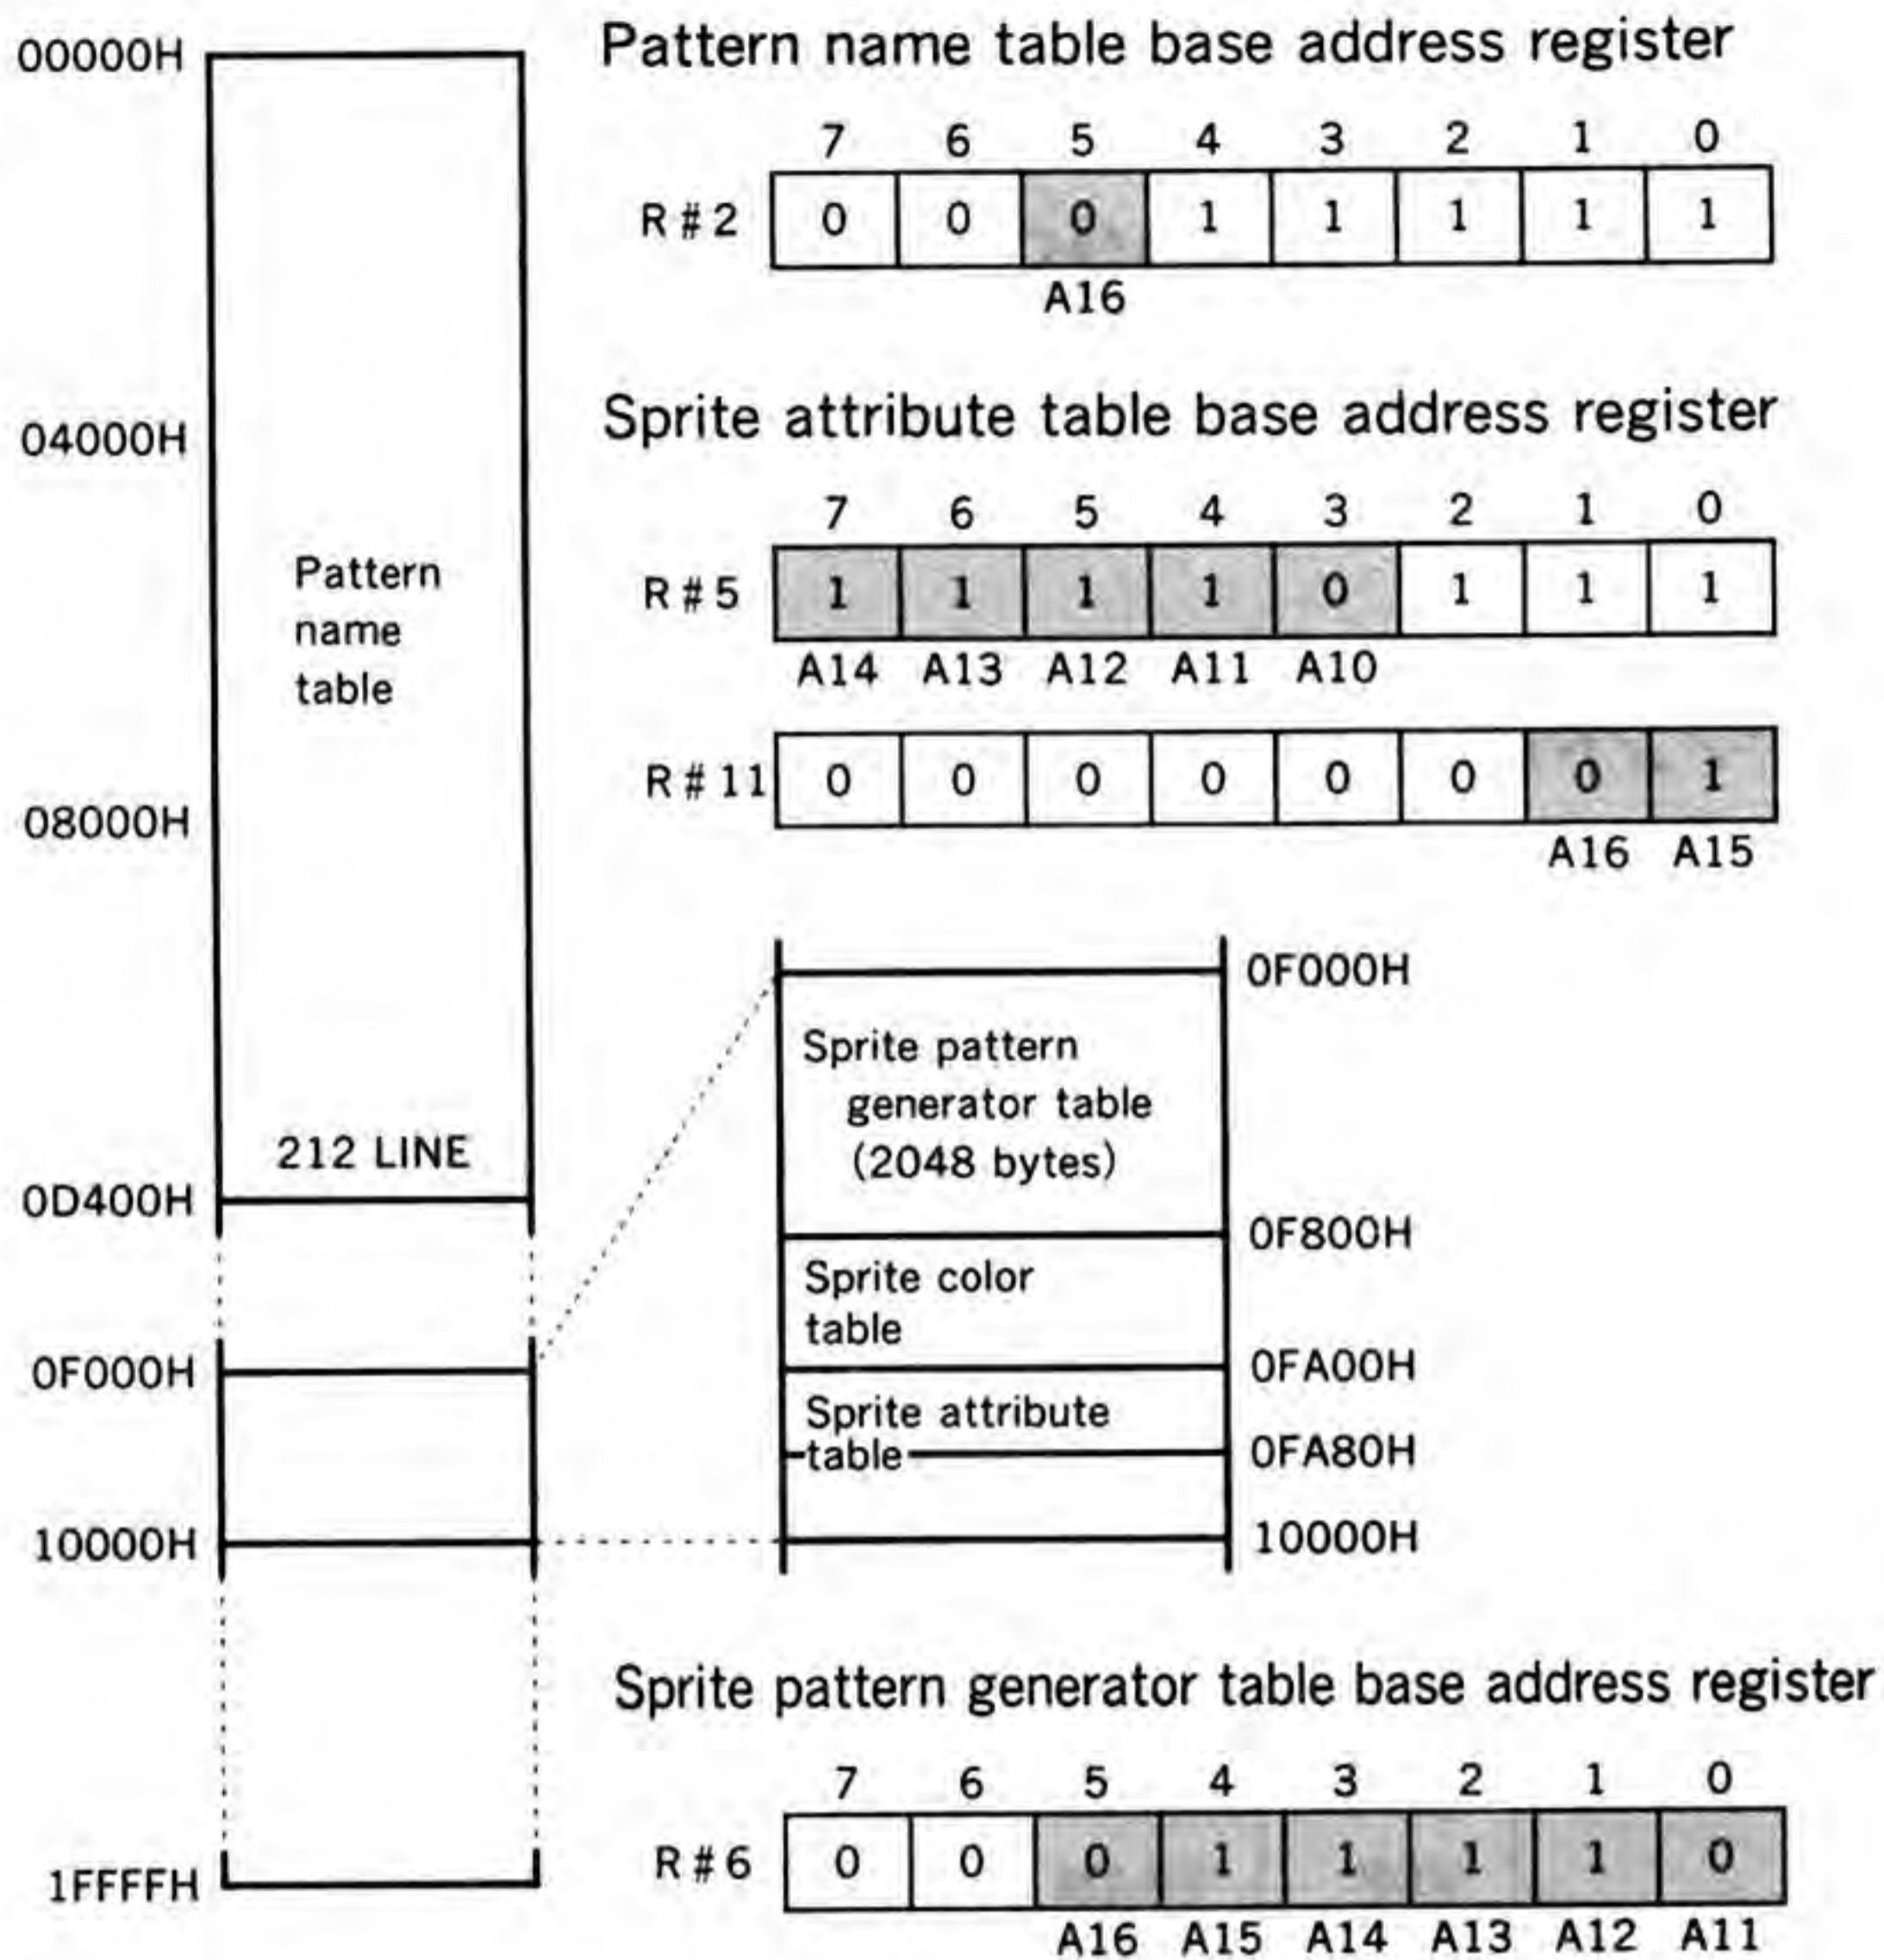 00000H
04000H
Pattern
name
table
08000H
212 LINE
0D400H
0F000H
10000H
1FFFFH
Pattern name table base address register
7 6 5 4 3 2 1 0
R#2 0 0 0 1 1 1 1 1
A16
Sprite attribute table base address register
7 6 5 4 3 2 1 0
R#5 1 1 1 1 0 1 1 1
A14 A13 A12 A11 A10
R#11 0 0 0 0 0 0 0 1
A16 A15
0F000H
Sprite pattern
generator table
(2048 bytes)
0F800H
Sprite color
table
0FA00H
Sprite attribute
table
0FA80H
10000H
Sprite pattern generator table base address register
7 6 5 4 3 2 1 0
R#6 0 0 0 1 1 1 1 0
A16 A15 A14 A13 A12 A11